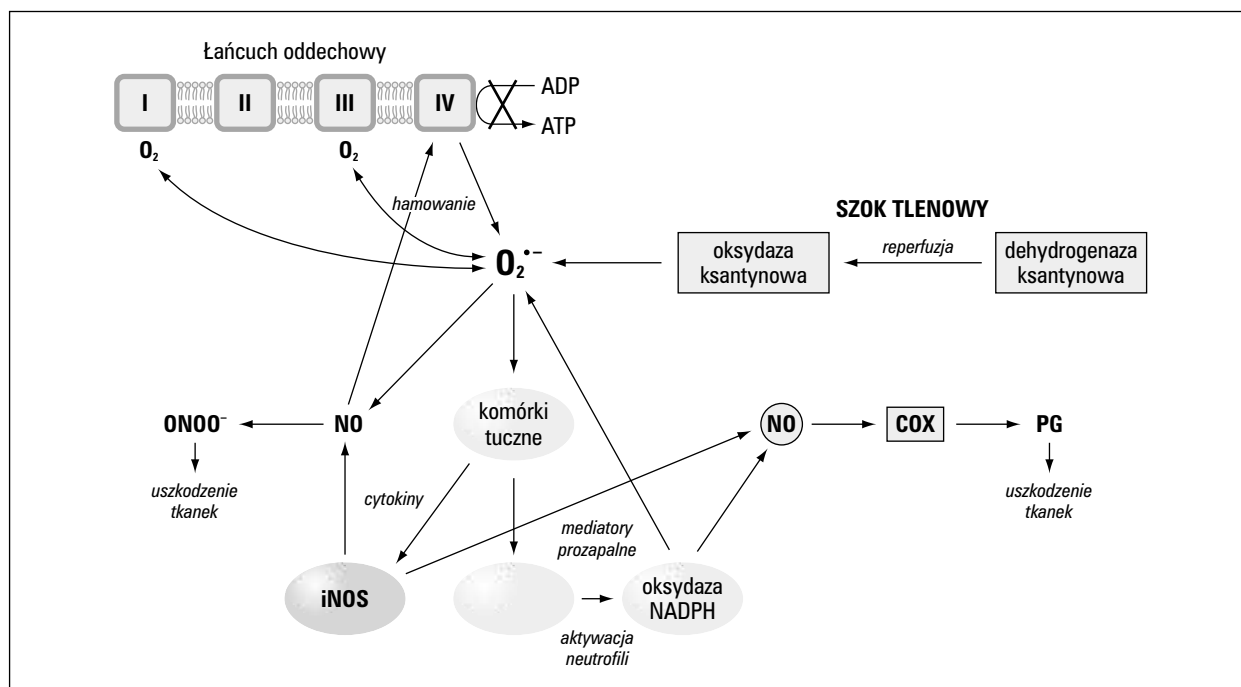 Łańcuch oddechowy
I II III IV
ADP
ATP
O₂ O₂
hamowanie
SZOK TLENOWY
O₂•−
oksydaza
ksantynowa
reperfuzja
dehydrogenaza
ksantynowa
komórki
tuczne
ONOO⁻
NO
NO
COX
PG
uszkodzenie
tkanek
cytokiny
mediatory
prozapalne
uszkodzenie
tkanek
iNOS
oksydaza
NADPH
aktywacja
neutrofili